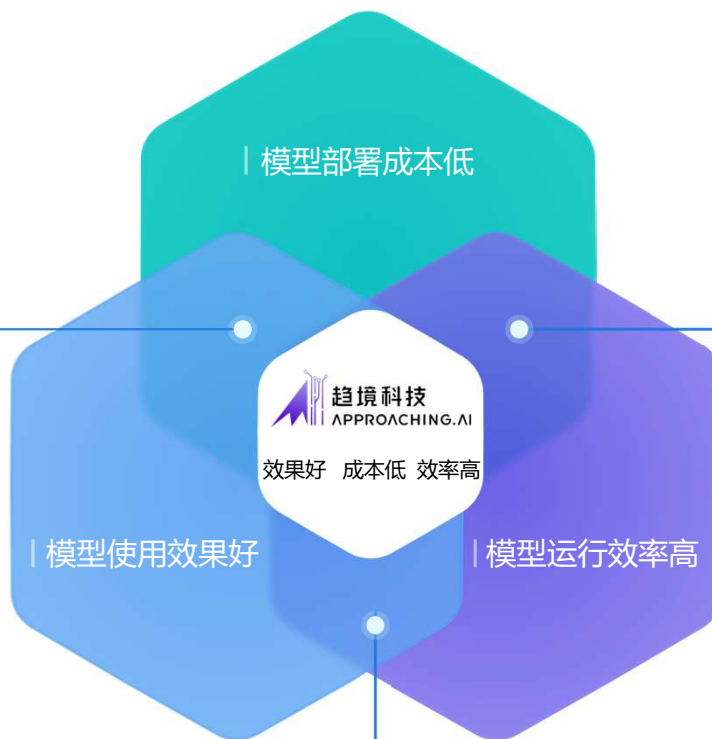 模型部署成本低
趋境科技
APPROACHING.AI
效果好 成本低 效率高
模型使用效果好
模型运行效率高